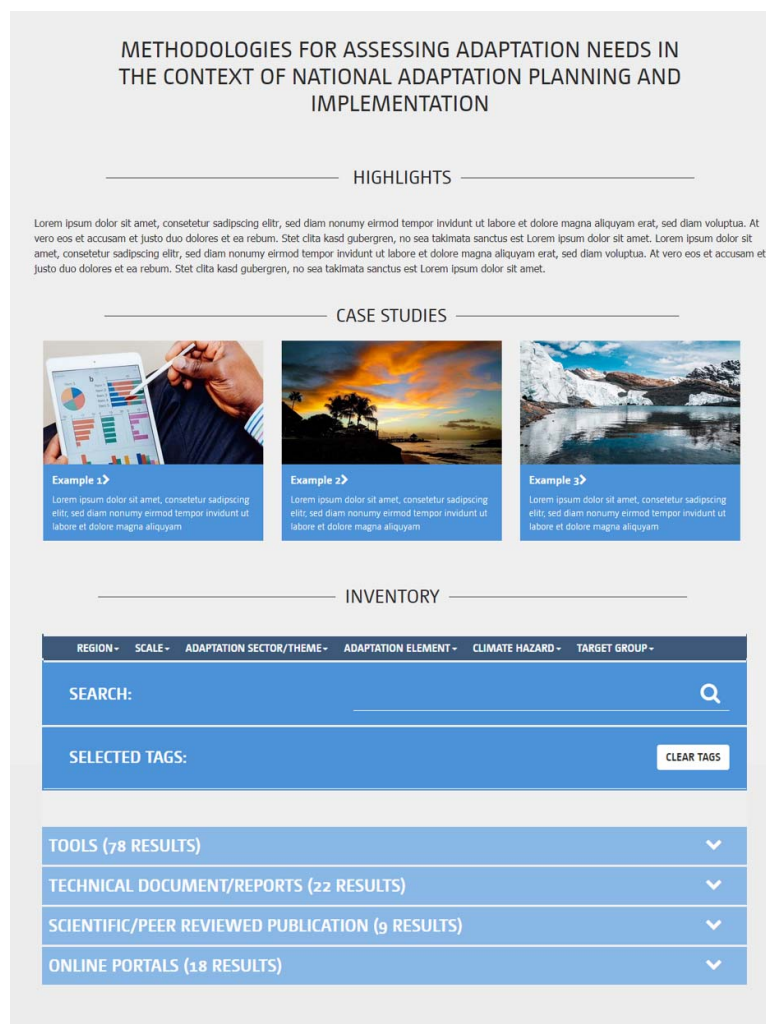 METHODOLOGIES FOR ASSESSING ADAPTATION NEEDS IN
THE CONTEXT OF NATIONAL ADAPTATION PLANNING AND
IMPLEMENTATION
HIGHLIGHTS
Lorem ipsum dolor sit amet, consetetur sadipscing elitr, sed diam nonumy eirmod tempor invidunt ut labore et dolore magna aliquyam erat, sed diam voluptua. At
vero eos et accusam et justo duo dolores et ea rebum. Stet clita kasd gubergren, no sea takimata sanctus est Lorem ipsum dolor sit amet. Lorem ipsum dolor sit
amet, consetetur sadipscing elitr, sed diam nonumy eirmod tempor invidunt ut labore et dolore magna aliquyam erat, sed diam voluptua. At vero eos et accusam et
justo duo dolores et ea rebum. Stet clita kasd gubergren, no sea takimata sanctus est Lorem ipsum dolor sit amet.
CASE STUDIES
Example 1
Lorem ipsum dolor sit amet, consetetur sadipscing
elitr, sed diam nonumy eirmod tempor invidunt ut
labore et dolore magna aliquyam
Example 2
Lorem ipsum dolor sit amet, consetetur sadipscing
elitr, sed diam nonumy eirmod tempor invidunt ut
labore et dolore magna aliquyam
Example 3
Lorem ipsum dolor sit amet, consetetur sadipscing
elitr, sed diam nonumy eirmod tempor invidunt ut
labore et dolore magna aliquyam
INVENTORY
REGION SCALE ADAPTATION SECTOR/THEME ADAPTATION ELEMENT CLIMATE HAZARD TARGET GROUP
SEARCH:
SELECTED TAGS:
CLEAR TAGS
TOOLS (78 RESULTS)
TECHNICAL DOCUMENT/REPORTS (22 RESULTS)
SCIENTIFIC/PEER REVIEWED PUBLICATION (9 RESULTS)
ONLINE PORTALS (18 RESULTS)